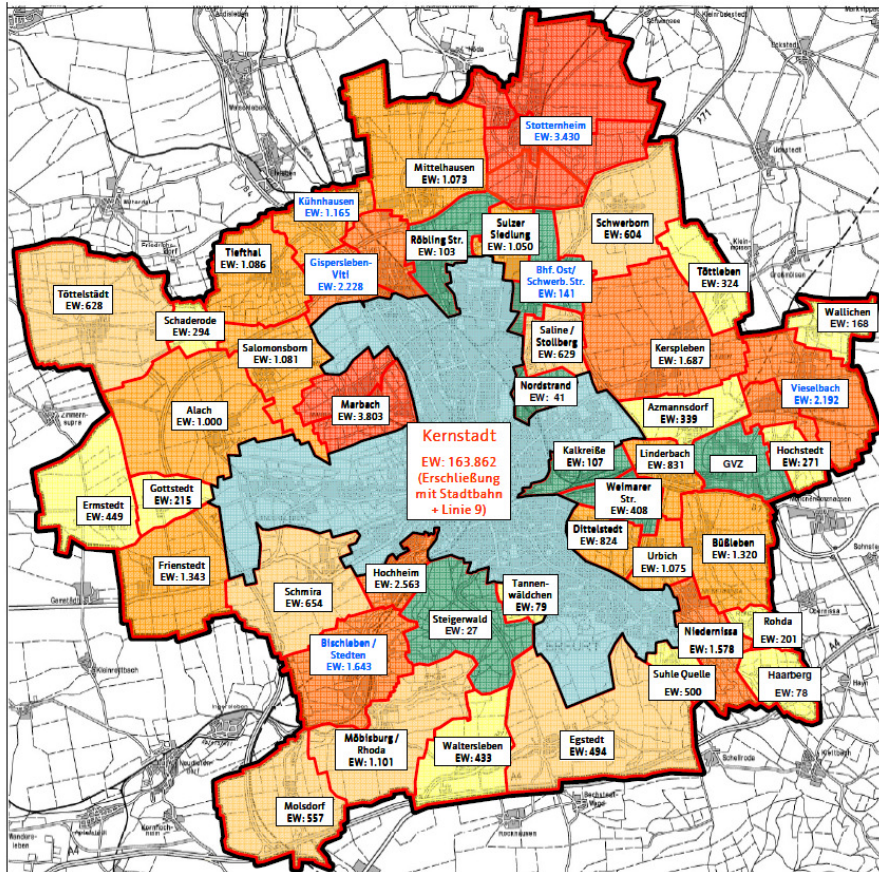 Stotternheim
EW: 3.430
Mittelhausen
EW: 1.073
Kühnhausen
EW: 1.165
Sulzer
Siedlung
EW: 1.050
Schwerborn
EW: 604
Röbling Str.
EW: 103
Tiefthal
EW: 1.086
Gispersleben-
Viti
EW: 2.228
Bhf. Ost/
Schwerb. Str.
EW: 141
Töttleben
EW: 324
Töttelstädt
EW: 628
Schaderode
EW: 294
Wallichen
EW: 168
Salomonsborn
EW: 1.081
Saline /
Stollberg
EW: 629
Kerspleben
EW: 1.687
Vieselbach
EW: 2.192
Nordstrand
EW: 41
Marbach
EW: 3.803
Alach
EW: 1.000
Azmannsdorf
EW: 339
Kernstadt
EW: 163.862
(Erschließung
mit Stadtbahn
+ Linie 9)
Kalkreiße
EW: 107
Linderbach
EW: 831
GVZ
Hochstedt
EW: 271
Gottstedt
EW: 215
Ermstedt
EW: 449
Weimarer
Str.
EW: 408
Dittelstedt
EW: 824
Büßleben
EW: 1.320
Urbich
EW: 1.075
Frienstedt
EW: 1.343
Hochheim
EW: 2.563
Schmira
EW: 654
Tannen-
wäldchen
EW: 79
Steigerwald
EW: 27
Rohda
EW: 201
Niedernissa
EW: 1.578
Bischleben /
Stedten
EW: 1.643
Suhle Quelle
EW: 500
Haarberg
EW: 78
Möbisburg /
Rhoda
EW: 1.101
Waltersleben
EW: 433
Egstedt
EW: 494
Molsdorf
EW: 557
ERFURT
A4
A4
A4